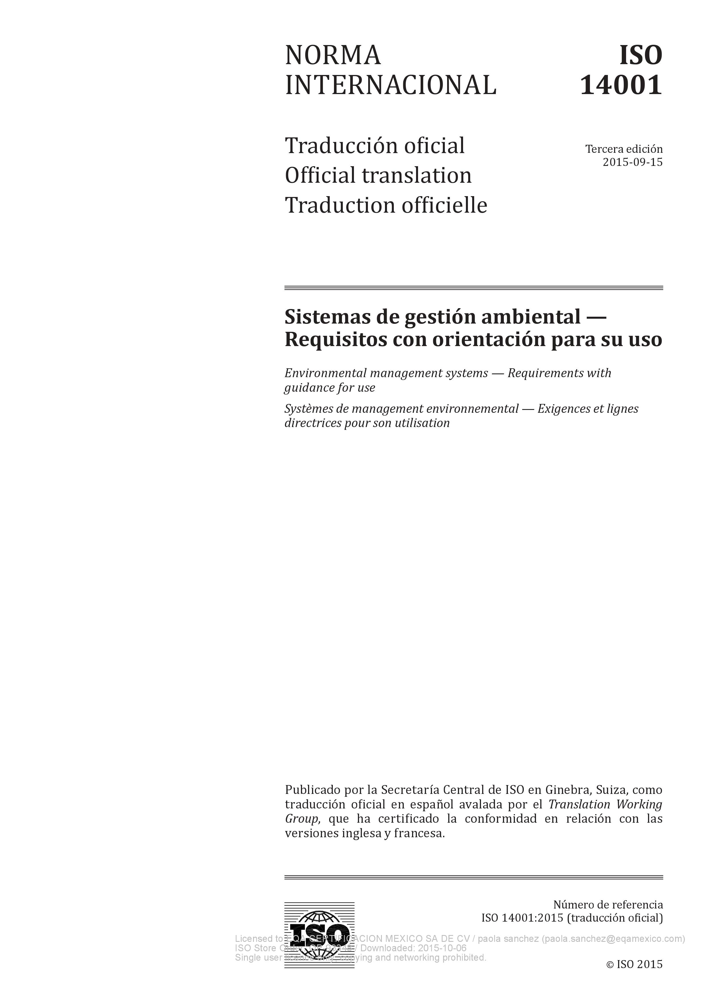 NORMA
INTERNACIONAL
ISO
14001
Traducción oficial
Official translation
Traduction officielle
Tercera edición
2015-09-15
Sistemas de gestión ambiental —
Requisitos con orientación para su uso
Environmental management systems — Requirements with
guidance for use
Systèmes de management environnemental — Exigences et lignes
directrices pour son utilisation
Publicado por la Secretaría Central de ISO en Ginebra, Suiza, como
traducción oficial en español avalada por el Translation Working
Group, que ha certificado la conformidad en relación con las
versiones inglesa y francesa.
ISO
Número de referencia
ISO 14001:2015 (traducción oficial)
Licensed to EQA CERTIFICACION MEXICO SA DE CV / paola sanchez (paola.sanchez@eqamexico.com)
ISO Store Order: / Downloaded: 2015-10-06
Single user licence only, copying and networking prohibited.
© ISO 2015